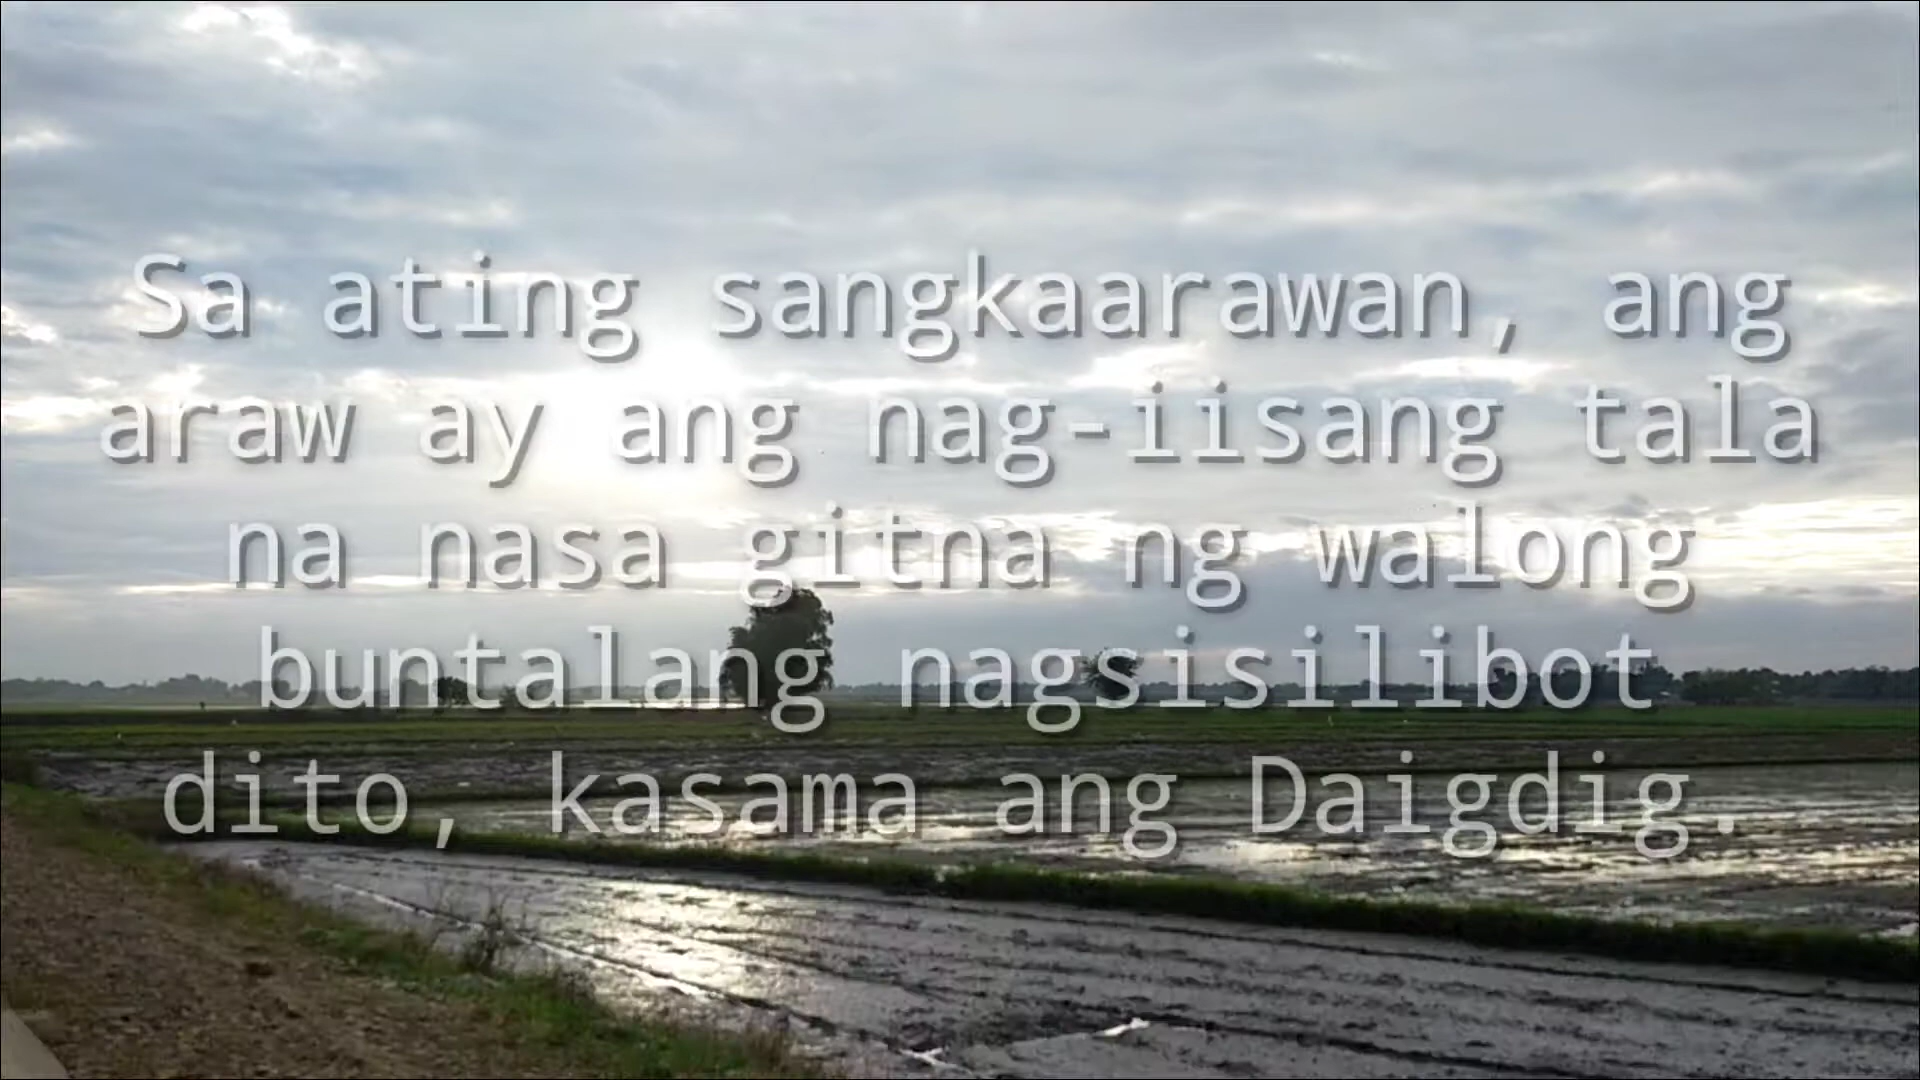 Sa ating sangkaarawan, ang
araw ay ang nag-iisang tala
na nasa gitna ng walong
buntalang nagsisilibot
dito, kasama ang Daigdig.